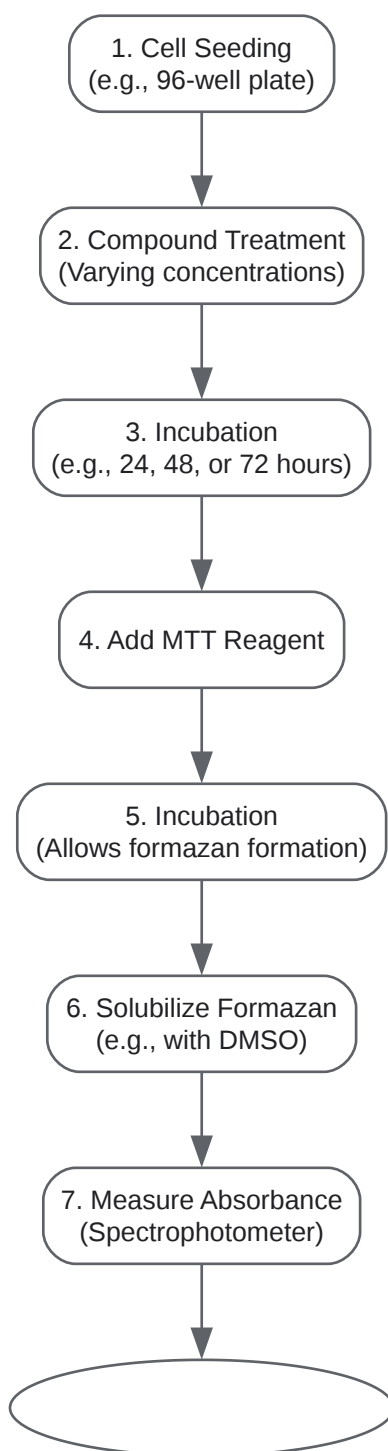 1. Cell Seeding
(e.g., 96-well plate)
2. Compound Treatment
(Varying concentrations)
3. Incubation
(e.g., 24, 48, or 72 hours)
4. Add MTT Reagent
5. Incubation
(Allows formazan formation)
6. Solubilize Formazan
(e.g., with DMSO)
7. Measure Absorbance
(Spectrophotometer)